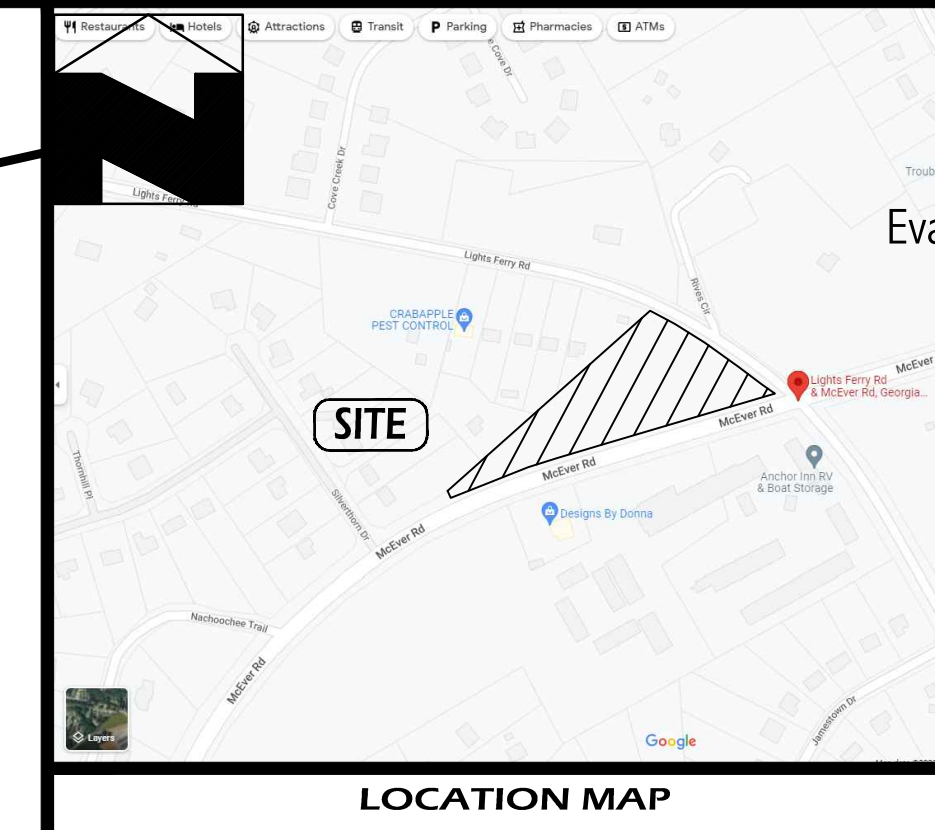 Restaurants
Hotels
Attractions
Transit
Parking
Pharmacies
ATMs
e Cove Dr
Cove Creek Dr
Troub
Lights Ferry
Eva
Lights Ferry Rd
Rives Cir
CRABAPPLE
PEST CONTROL
McEver
Lights Ferry Rd
& McEver Rd, Georgia...
SITE
McEver Rd
McEver Rd
Thornhill Pl
Anchor Inn RV
& Boat Storage
Silverthorn Dr
Designs By Donna
McEver Rd
Nachoochee Trail
McEver Rd
Jamestown Dr
Layers
Google
LOCATION MAP